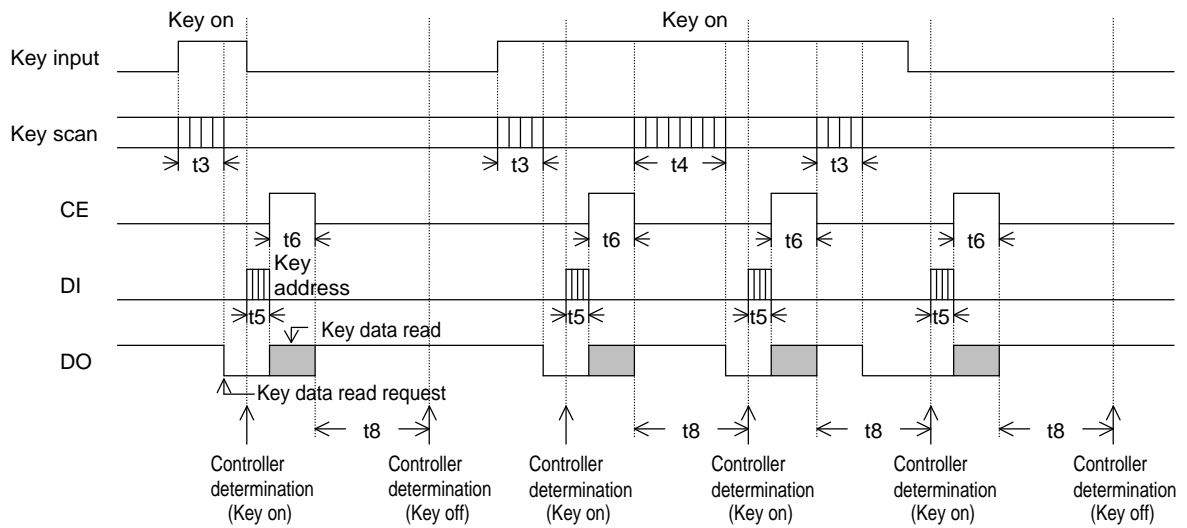 Key on
Key on
Key input
Key scan
t3
t3
t4
t3
CE
t6
t6
t6
t6
DI
Key
address
t5
t5
t5
t5
Key data read
DO
Key data read request
t8
t8
t8
t8
Controller
determination
(Key on)
Controller
determination
(Key off)
Controller
determination
(Key on)
Controller
determination
(Key on)
Controller
determination
(Key on)
Controller
determination
(Key off)